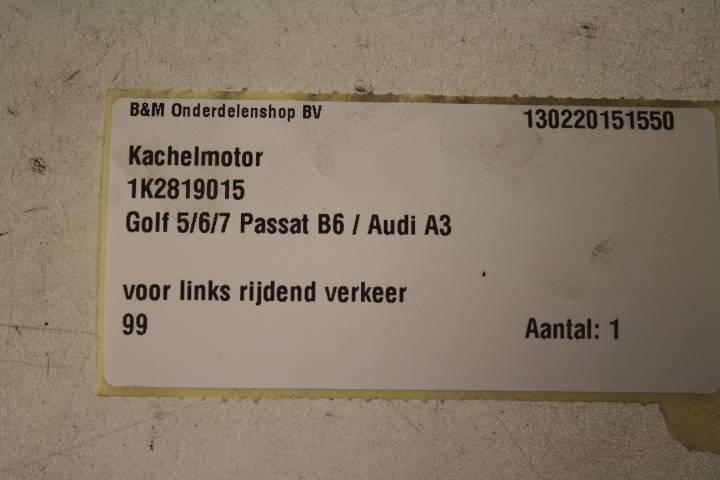 B&M Onderdelenshop BV 130220151550
Kachelmotor
1K2819015
Golf 5/6/7 Passat B6 / Audi A3
voor links rijdend verkeer
99 Aantal: 1